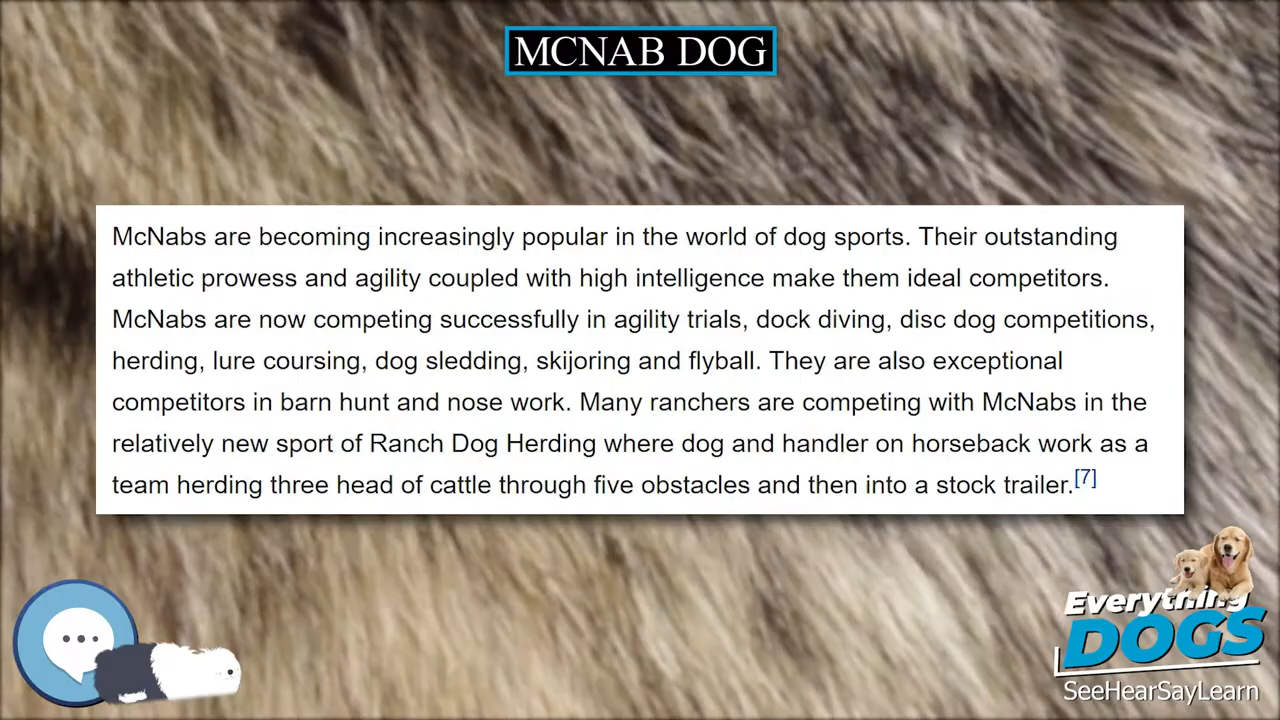 MCNAB DOG
McNabs are becoming increasingly popular in the world of dog sports. Their outstanding
athletic prowess and agility coupled with high intelligence make them ideal competitors.
McNabs are now competing successfully in agility trials, dock diving, disc dog competitions,
herding, lure coursing, dog sledding, skijoring and flyball. They are also exceptional
competitors in barn hunt and nose work. Many ranchers are competing with McNabs in the
relatively new sport of Ranch Dog Herding where dog and handler on horseback work as a
team herding three head of cattle through five obstacles and then into a stock trailer.[7]
Everything
DOGS
SeeHearSayLearn